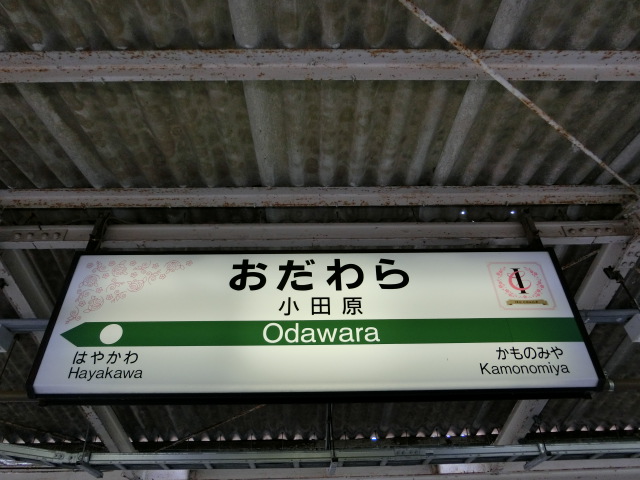 おだわら
小田原
Odawara
はやかわ
Hayakawa
かものみや
Kamonomiya